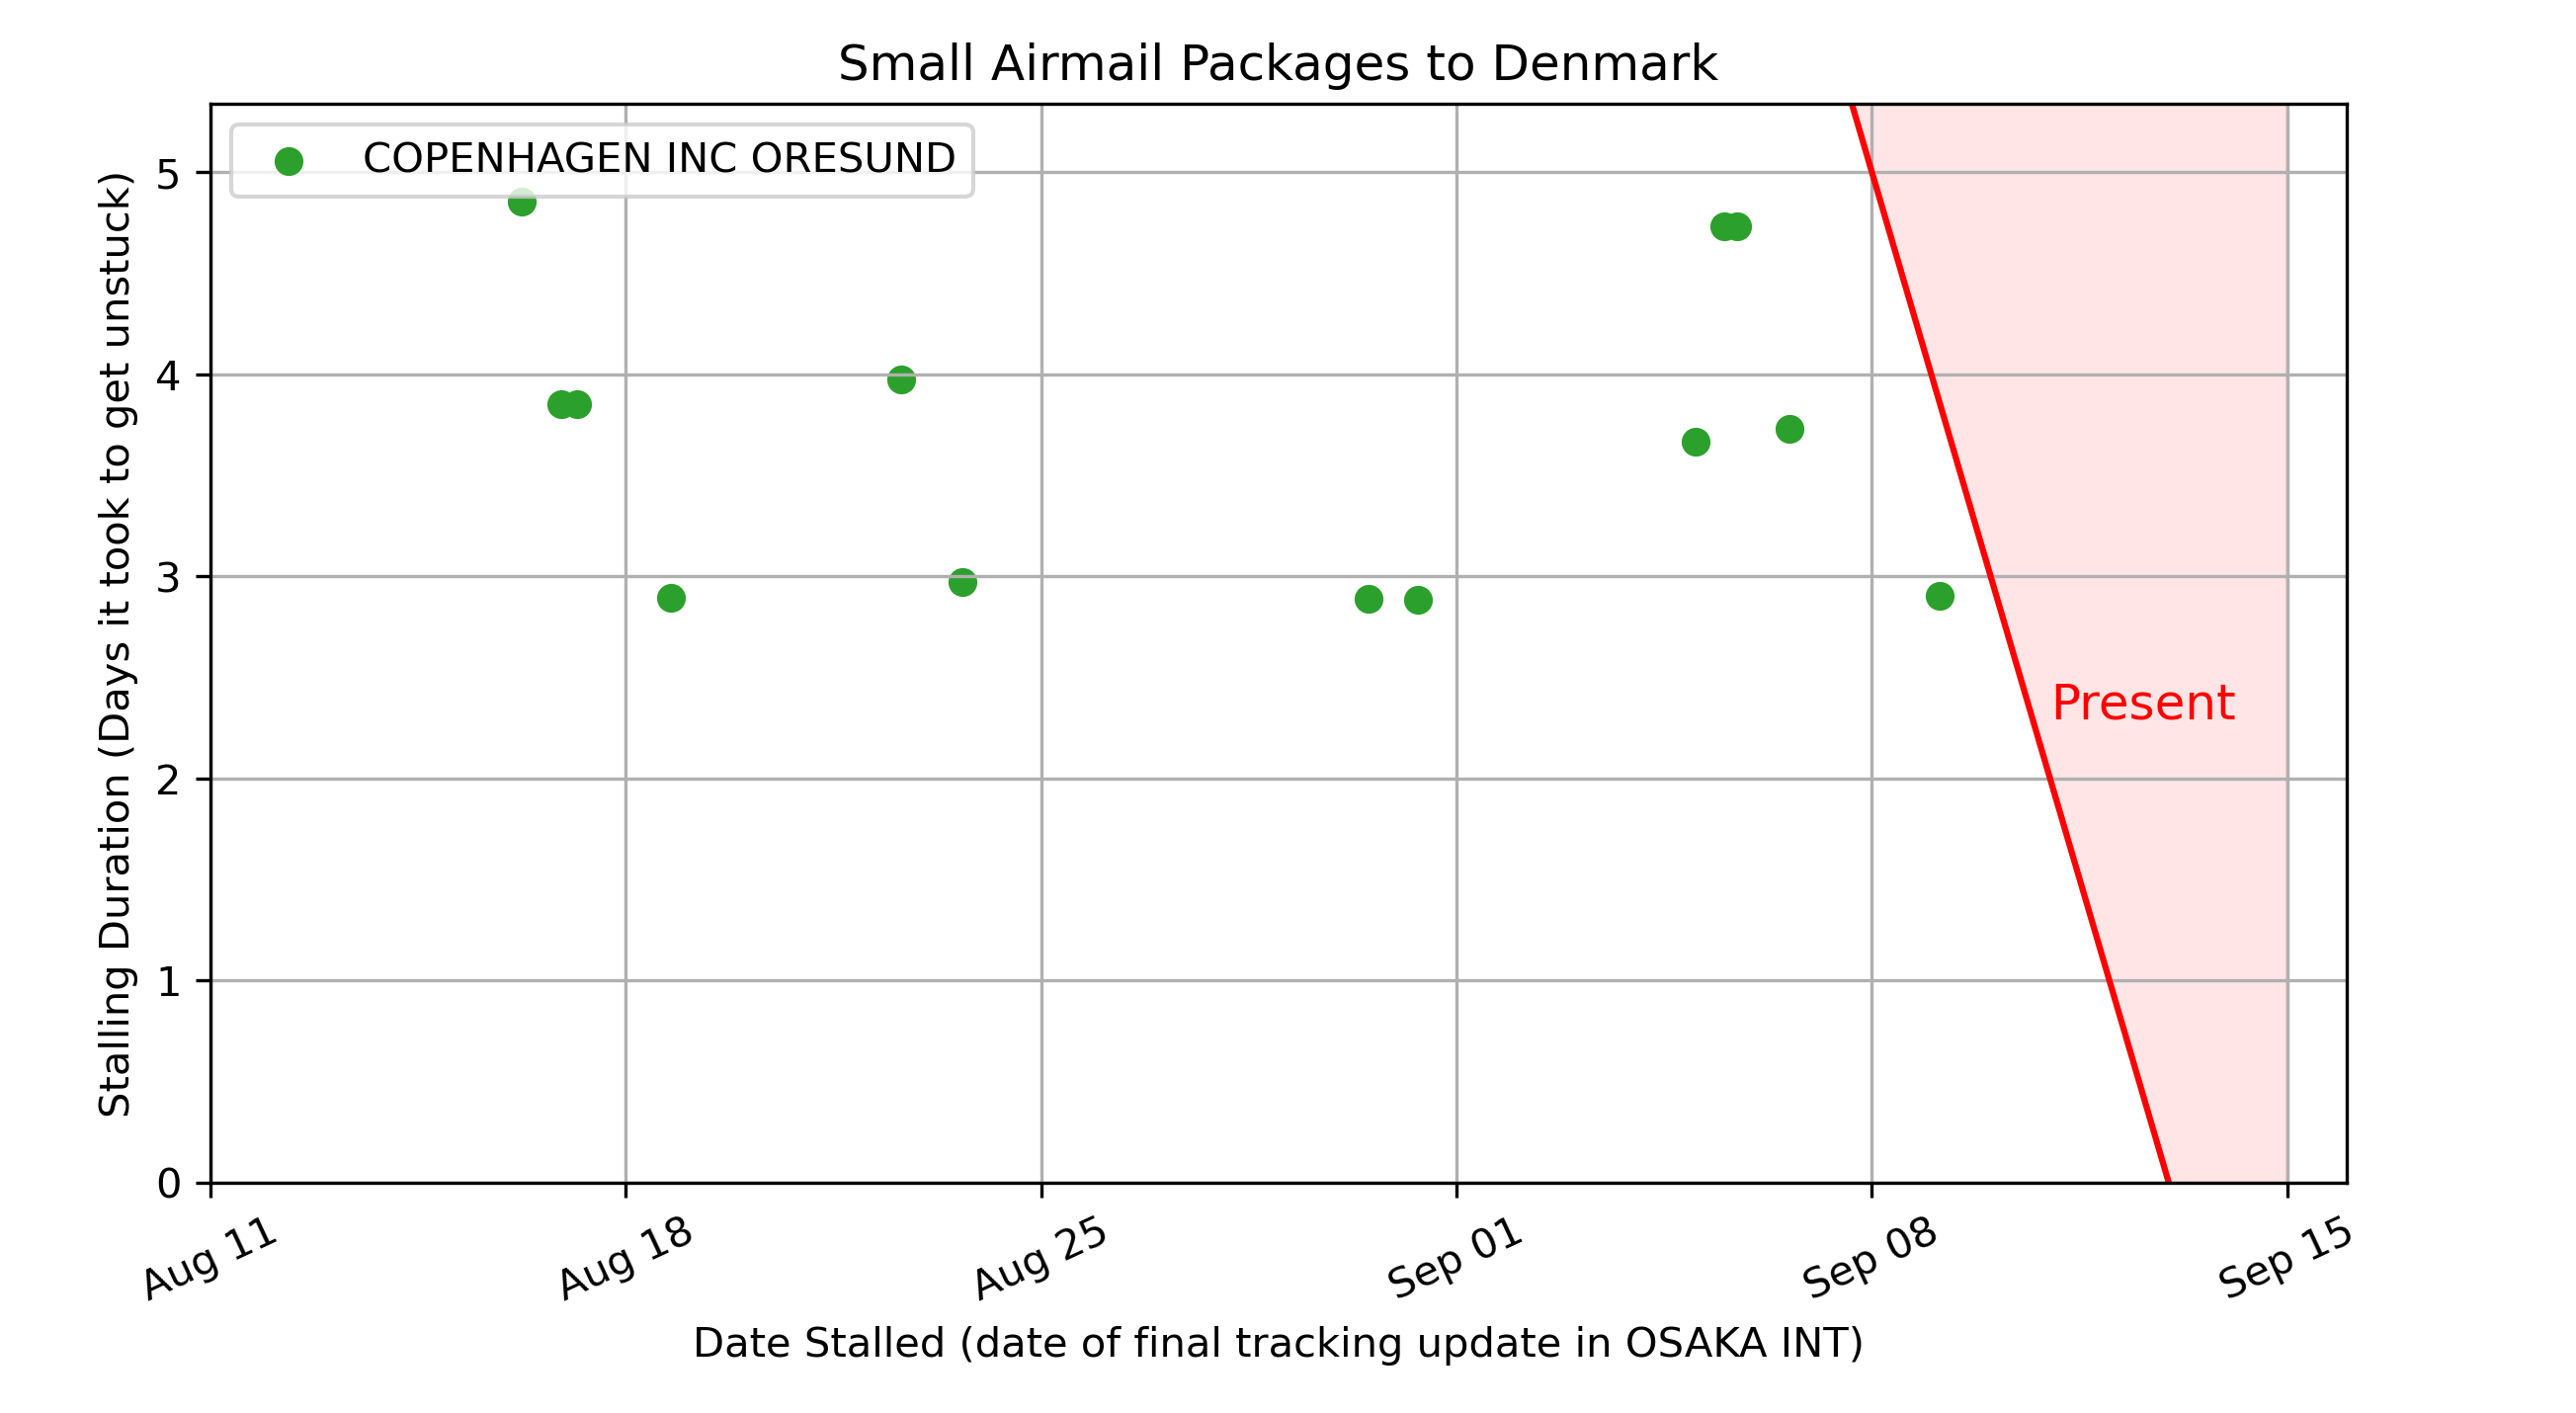 Small Airmail Packages to Denmark
COPENHAGEN INC ORESUND
Stalling Duration (Days it took to get unstuck)
5
4
3
2
1
0
Present
Aug 11
Aug 18
Aug 25
Sep 01
Sep 08
Sep 15
Date Stalled (date of final tracking update in OSAKA INT)